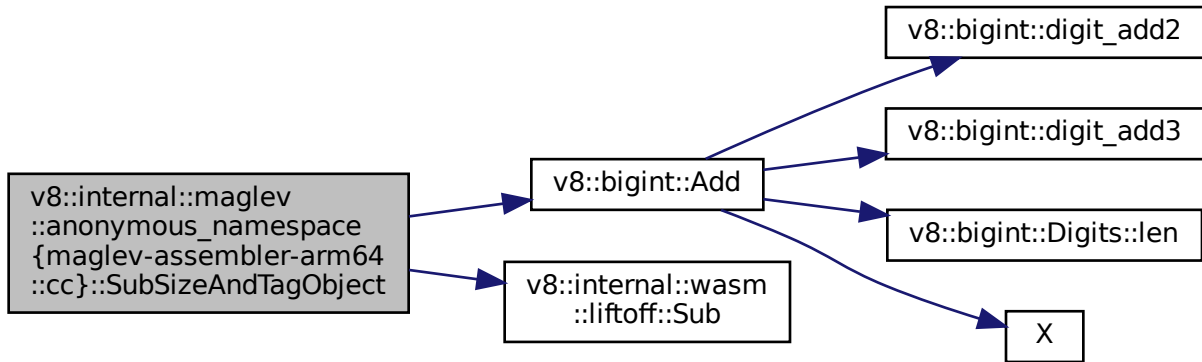 v8::internal::maglev
::anonymous_namespace
{maglev-assembler-arm64
::cc}::SubSizeAndTagObject
v8::bigint::Add
v8::internal::wasm
::liftoff::Sub
v8::bigint::digit_add2
v8::bigint::digit_add3
v8::bigint::Digits::len
X